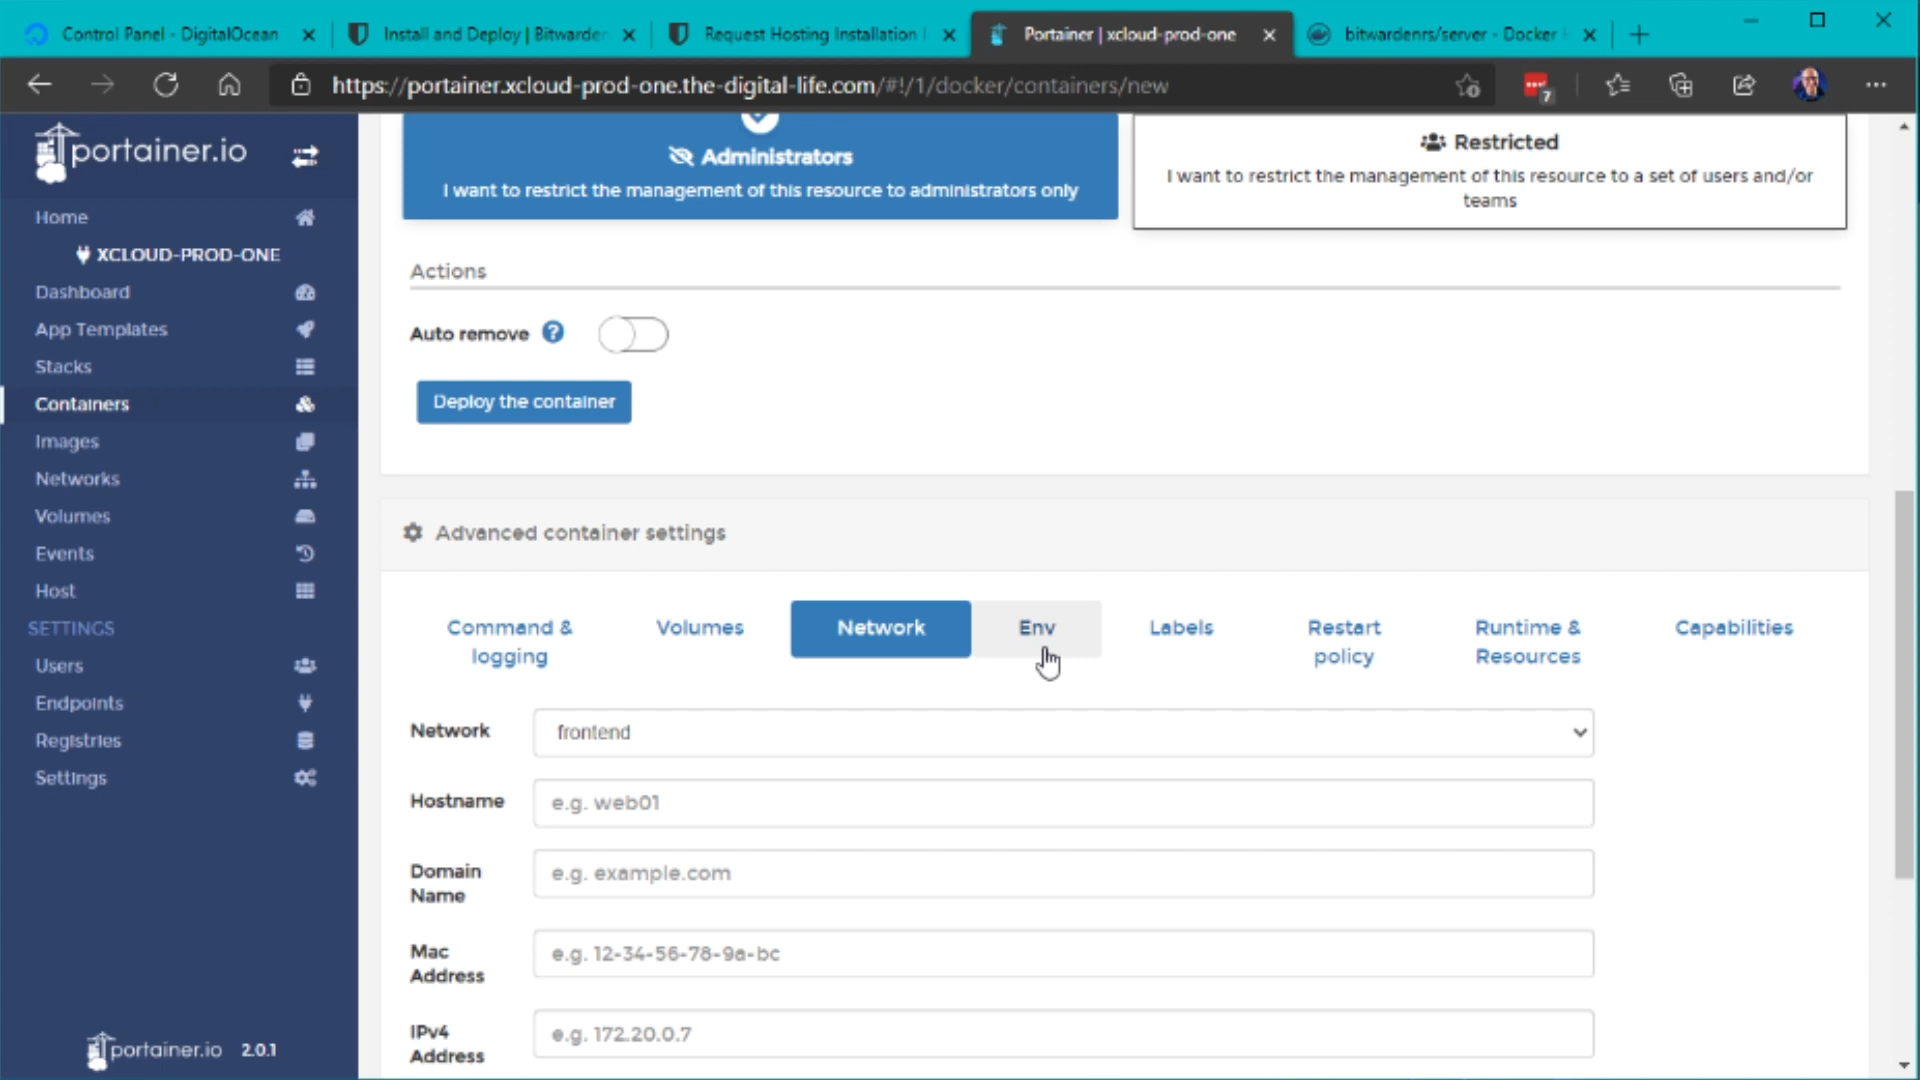 Control Panel - DigitalOcean
Install and Deploy | Bitwarden
Request Hosting Installation
Portainer | xcloud-prod-one
bitwardenrs/server - Docker
https://portainer.xcloud-prod-one.the-digital-life.com/#!/1/docker/containers/new
7
portainer.io
Home
XCLOUD-PROD-ONE
Dashboard
App Templates
Stacks
Containers
Images
Networks
Volumes
Events
Host
SETTINGS
Users
Endpoints
Registries
Settings
portainer.io 2.0.1
Administrators
I want to restrict the management of this resource to administrators only
Restricted
I want to restrict the management of this resource to a set of users and/or
teams
Actions
Auto remove
Deploy the container
Advanced container settings
Command &
logging
Volumes
Network
Env
Labels
Restart
policy
Runtime &
Resources
Capabilities
Network
frontend
Hostname
e.g. web01
Domain
Name
e.g. example.com
Mac
Address
e.g. 12-34-56-78-9a-bc
IPv4
Address
e.g. 172.20.0.7